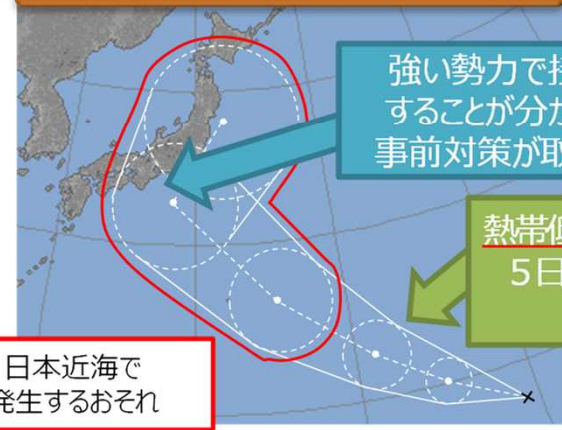 強い勢力で接
することが分か
事前対策が取
熱帯低
5日
日本近海で
発生するおそれ